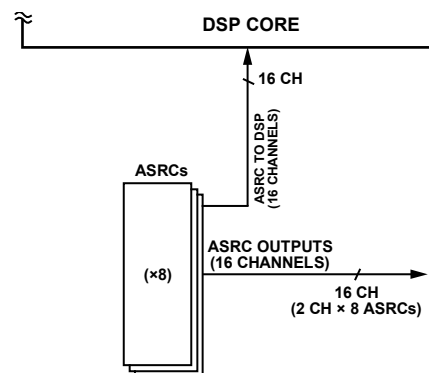 DSP CORE
16 CH
ASRC TO DSP
(16 CHANNELS)
ASRCs
ASRC OUTPUTS
(16 CHANNELS)
(×8)
16 CH
(2 CH × 8 ASRCs)